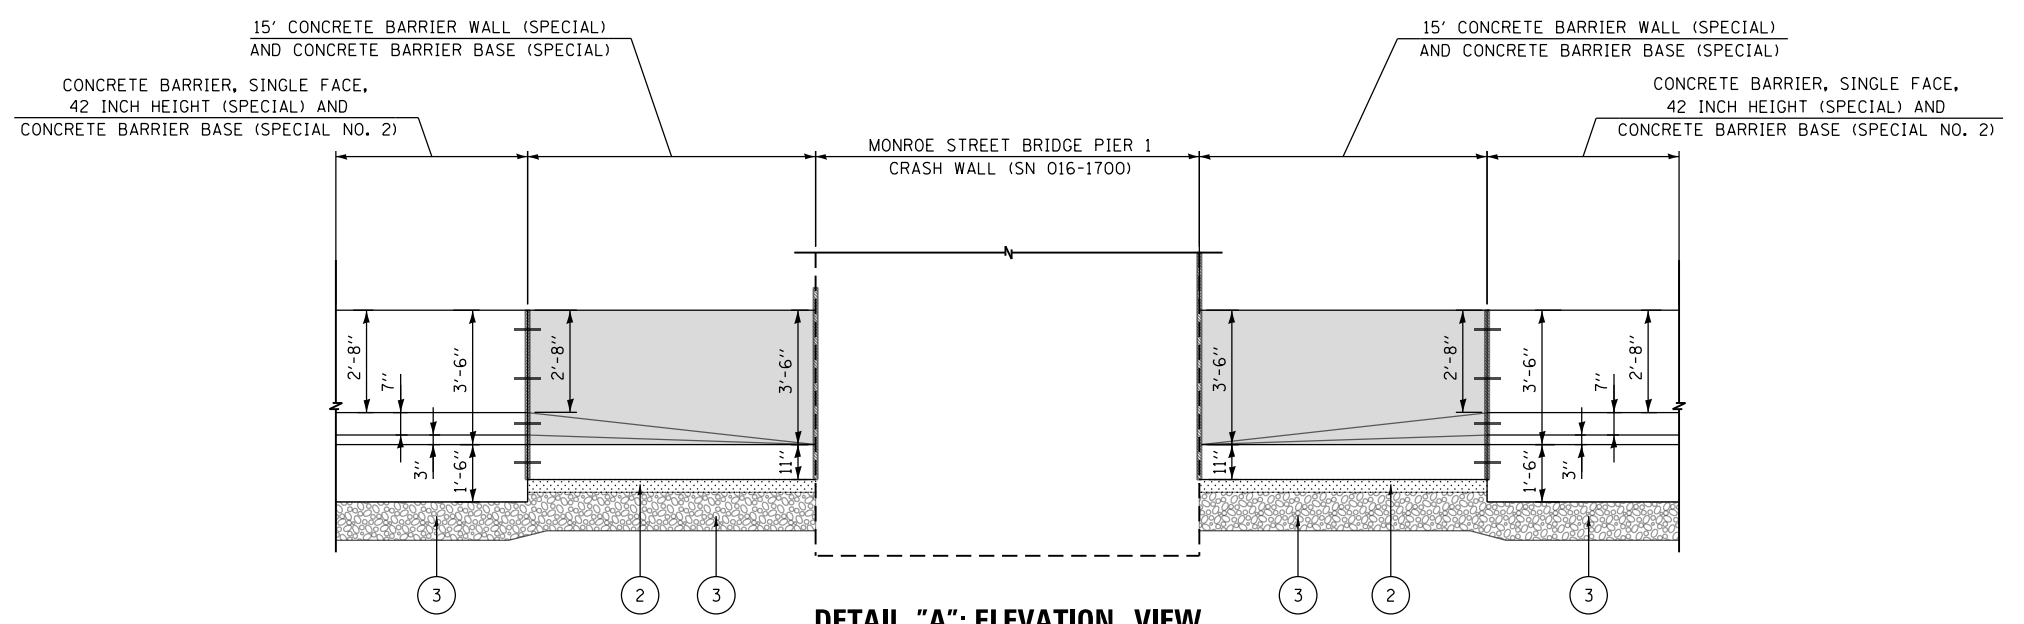 15' CONCRETE BARRIER WALL (SPECIAL)
AND CONCRETE BARRIER BASE (SPECIAL)
15' CONCRETE BARRIER WALL (SPECIAL)
AND CONCRETE BARRIER BASE (SPECIAL)
CONCRETE BARRIER, SINGLE FACE,
42 INCH HEIGHT (SPECIAL) AND
CONCRETE BARRIER BASE (SPECIAL NO. 2)
CONCRETE BARRIER, SINGLE FACE,
42 INCH HEIGHT (SPECIAL) AND
CONCRETE BARRIER BASE (SPECIAL NO. 2)
MONROE STREET BRIDGE PIER 1
CRASH WALL (SN 016-1700)
2'-8"
7"
3'-6"
3"
1'-6"
2'-8"
3'-6"
11"
3'-6"
11"
2'-8"
3'-6"
1'-6"
3"
7"
2'-8"
3
2
3
3
2
3
DETAIL "A": ELEVATION VIEW